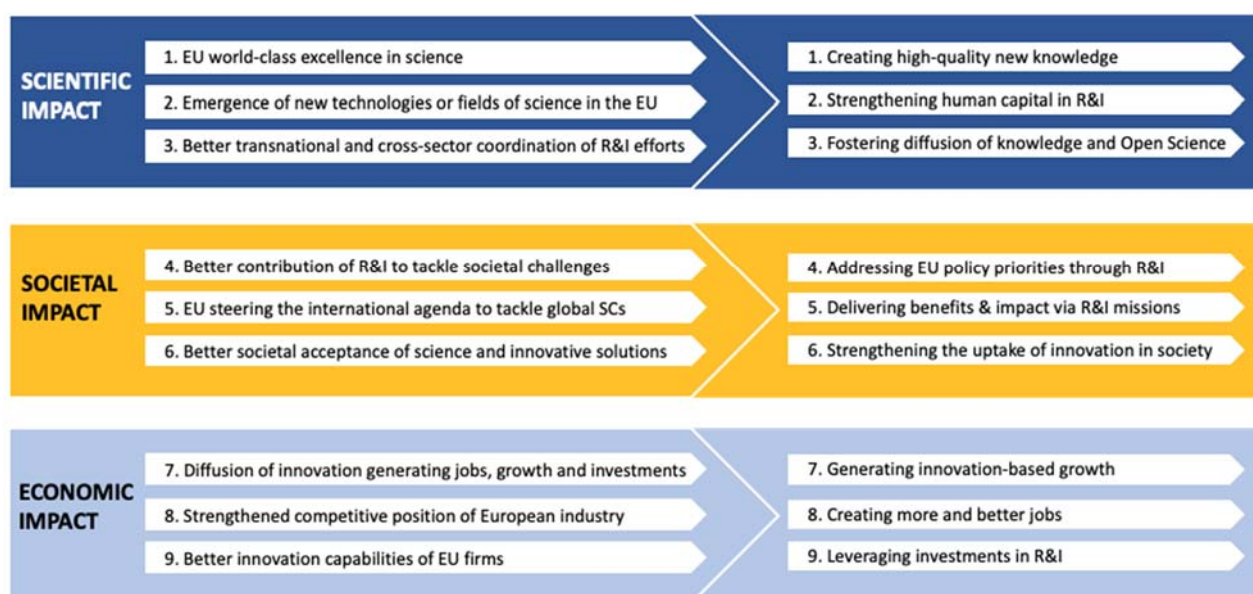 SCIENTIFIC
IMPACT
1. EU world-class excellence in science
2. Emergence of new technologies or fields of science in the EU
3. Better transnational and cross-sector coordination of R&I efforts
1. Creating high-quality new knowledge
2. Strengthening human capital in R&I
3. Fostering diffusion of knowledge and Open Science
SOCIETAL
IMPACT
4. Better contribution of R&I to tackle societal challenges
5. EU steering the international agenda to tackle global SCs
6. Better societal acceptance of science and innovative solutions
4. Addressing EU policy priorities through R&I
5. Delivering benefits & impact via R&I missions
6. Strengthening the uptake of innovation in society
ECONOMIC
IMPACT
7. Diffusion of innovation generating jobs, growth and investments
8. Strengthened competitive position of European industry
9. Better innovation capabilities of EU firms
7. Generating innovation-based growth
8. Creating more and better jobs
9. Leveraging investments in R&I